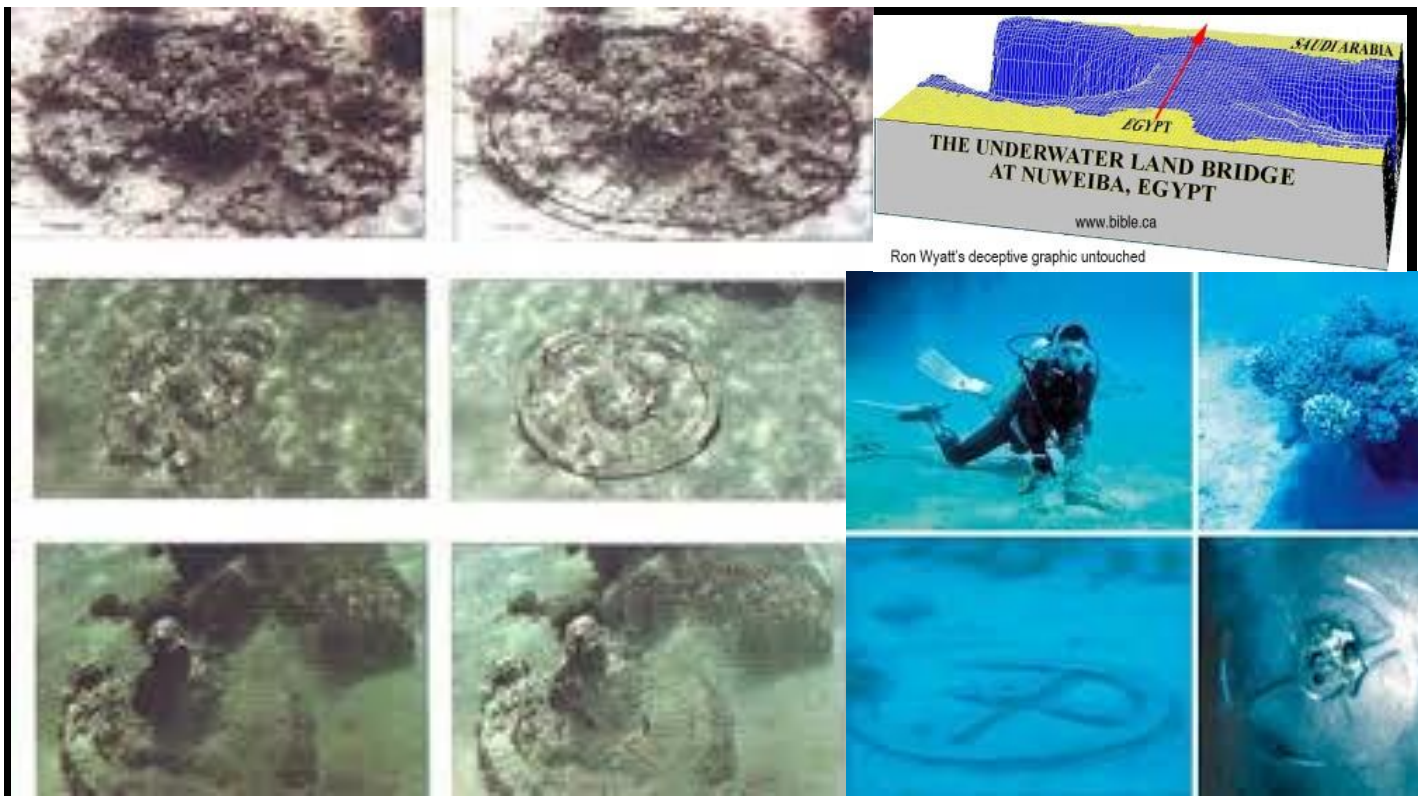 SAUDI ARABIA
EGYPT
THE UNDERWATER LAND BRIDGE
AT NUWEIBA, EGYPT
www.bible.ca
Ron Wyatt's deceptive graphic untouched